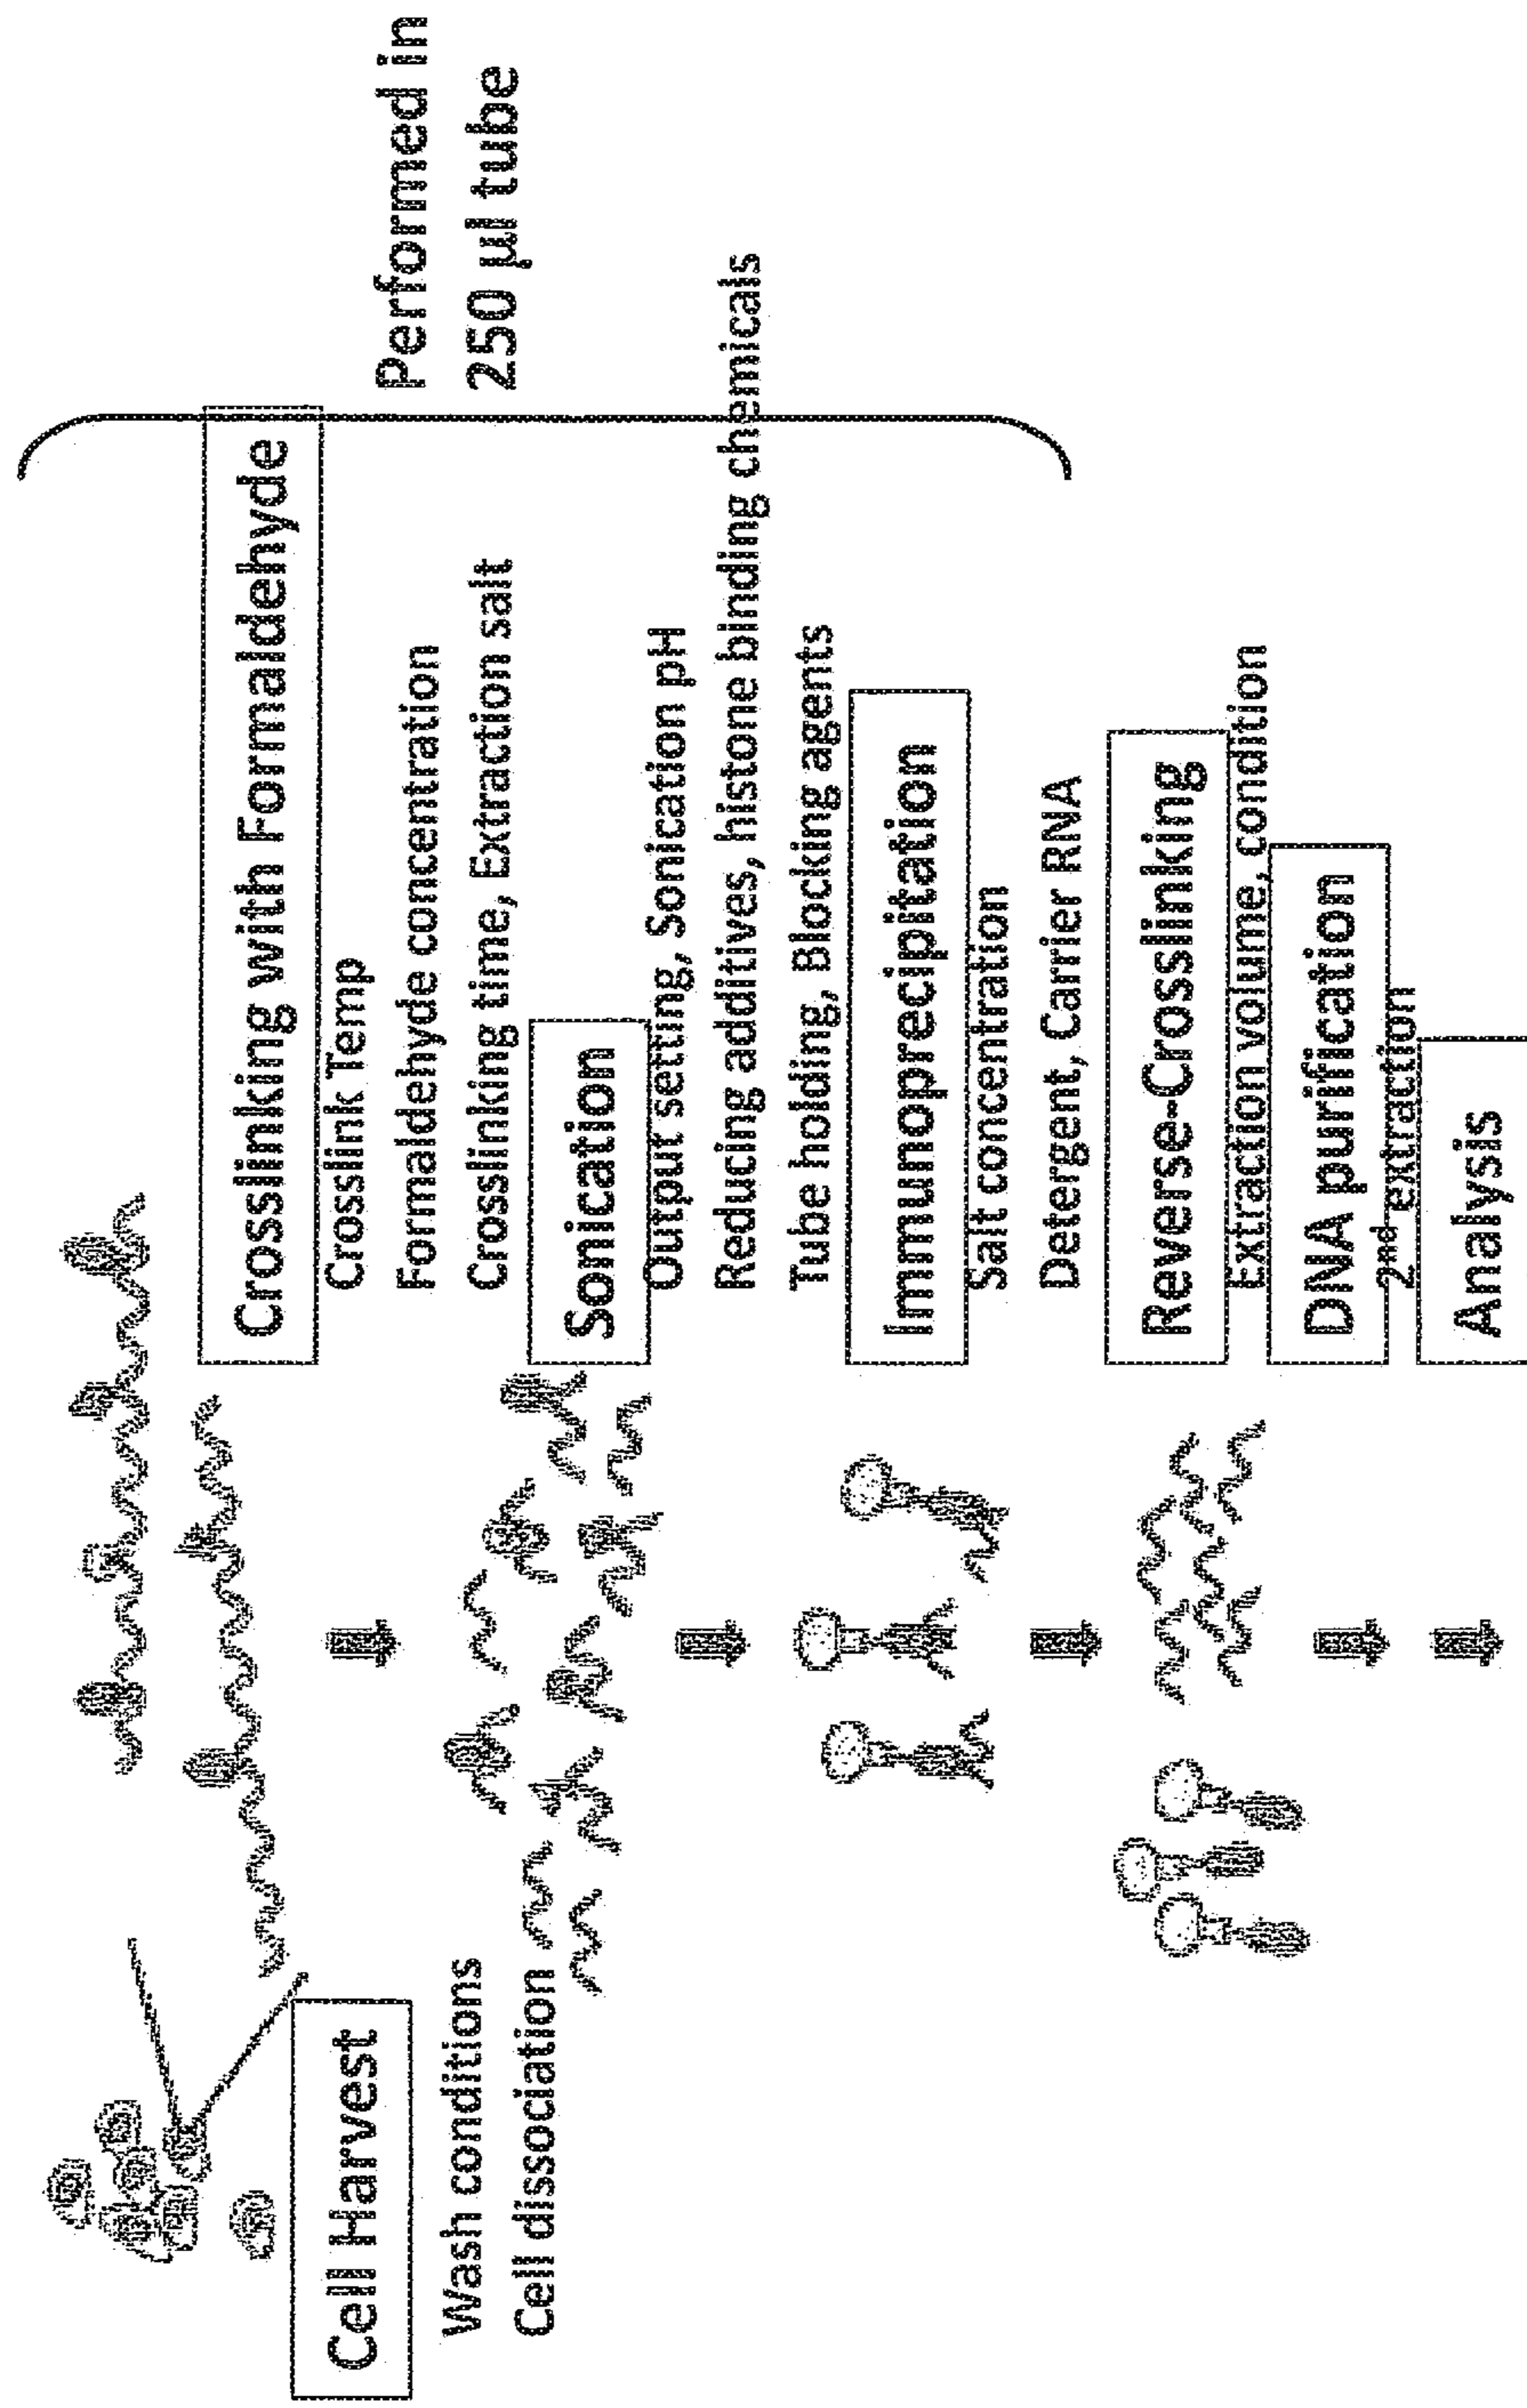 Performed in
250 µl tube
Cell Harvest
Wash conditions
Cell dissociation
Crosslinking with Formaldehyde
Crosslink Temp
Formaldehyde concentration
Crosslinking time, Extraction salt
Sonication
Output setting, Sonication pH
Reducing additives, histone binding chemicals
Tube holding, Blocking agents
Immunoprecipitation
Salt concentration
Detergent, Carrier RNA
Reverse-Crosslinking
Extraction volume, condition
DNA purification
2nd extraction
Analysis